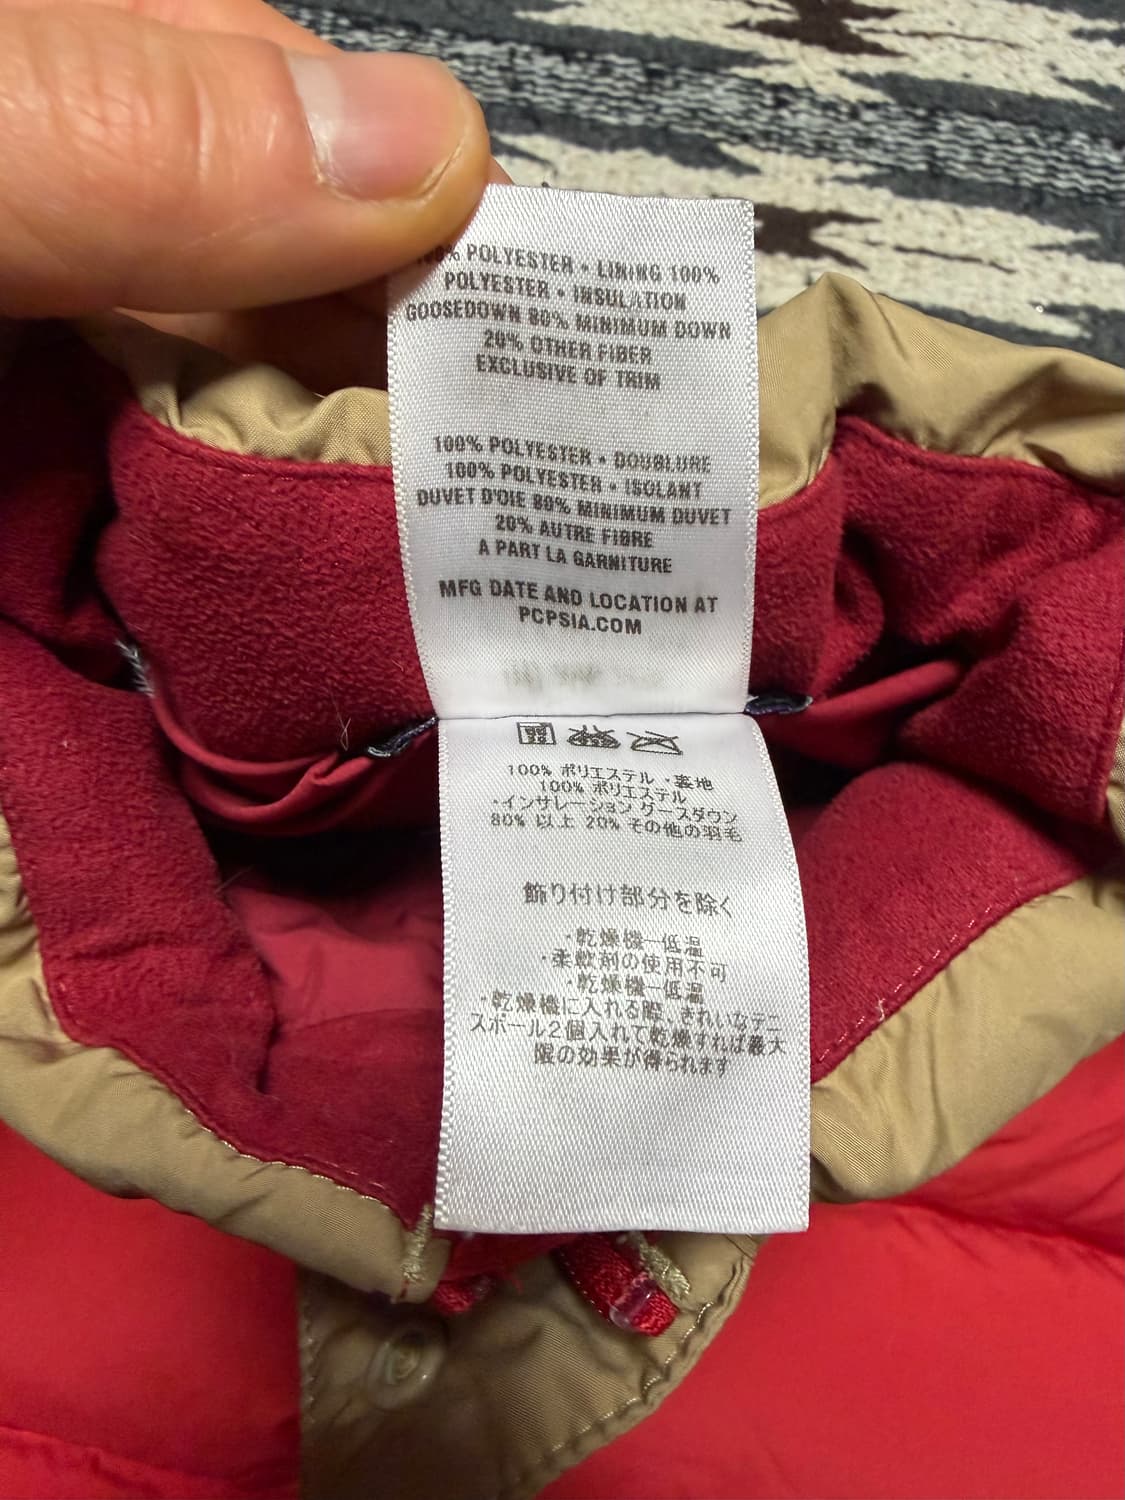 % POLYESTER • LINING 100%
POLYESTER • INSULATION
GOOSEDOWN 80% MINIMUM DOWN
20% OTHER FIBER
EXCLUSIVE OF TRIM
100% POLYESTER • DOUBLURE
100% POLYESTER • ISOLANT
DUVET D'OIE 80% MINIMUM DUVET
20% AUTRE FIBRE
A PART LA GARNITURE
MFG DATE AND LOCATION AT
PCPSIA.COM
100% ポリエステル・裏地
100% ポリエステル
・インサレーション グースダウン
80% 以上 20% その他の羽毛
飾り付け部分を除く
・乾燥機一低温
・柔軟剤の使用不可
・乾燥機一低温
・乾燥機に入れる際、きれいなテニ
スボール2個入れて乾燥すれば最大
限の効果が得られます